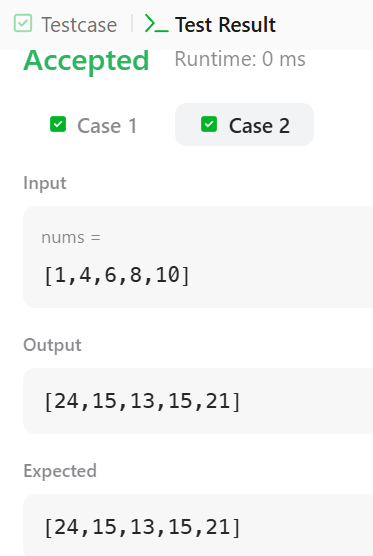 Testcase
Test Result
Accepted
Runtime: 0 ms
Case 1
Case 2
Input
nums =
[1,4,6,8,10]
Output
[24,15,13,15,21]
Expected
[24,15,13,15,21]